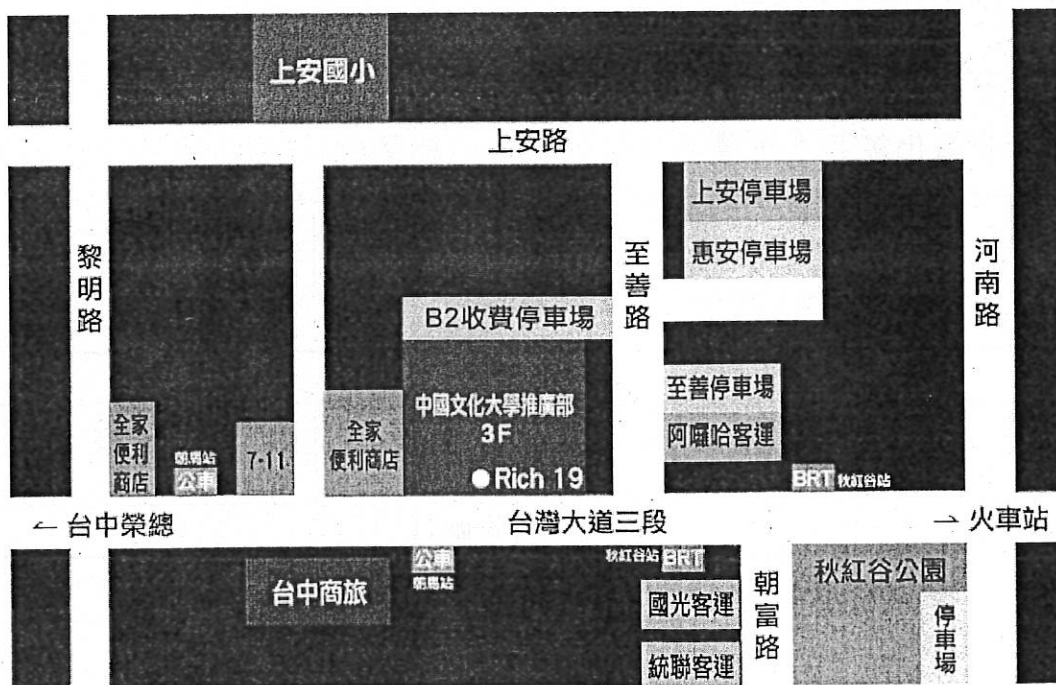 上安國小
上安路
黎明路
至善路
河南路
上安停車場
惠安停車場
B2收費停車場
中國文化大學推廣部
3F
●Rich 19
至善停車場
阿囉哈客運
全家
便利
商店
朝馬站
公車
7-11
全家
便利商店
BRT 秋紅谷站
← 台中榮總
台灣大道三段
→ 火車站
台中商旅
公車
朝馬站
秋紅谷站 BRT
國光客運
統聯客運
朝富路
秋紅谷公園
停車場